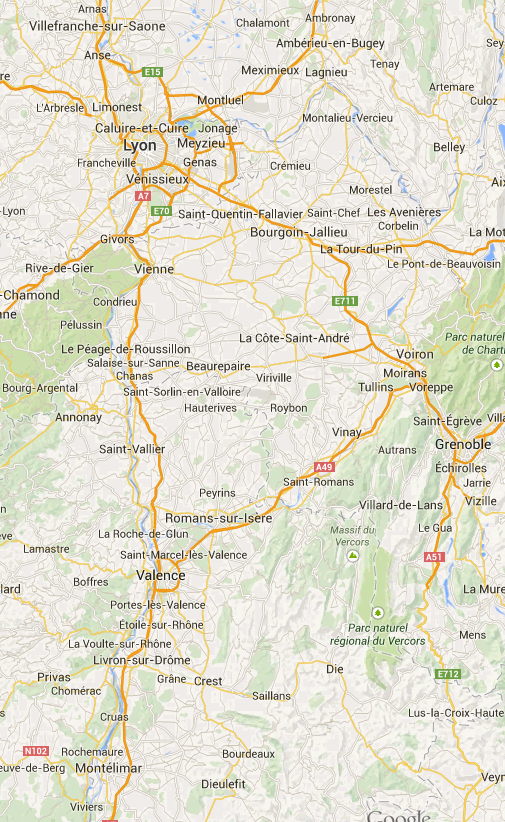 Arnas
Villefranche-sur-Saone
Chalamont
Ambronay
Anse
Ambérieu-en-Bugey
Sey
E15
Meximieux
Lagnieu
Tenay
L'Arbresle
Limonest
Montluel
Artemare
Culoz
Caluire-et-Cuire
Jonage
Montalieu-Vercieu
Lyon
Meyzieu
Belley
Francheville
Genas
Crémieu
Vénissieux
Morestel
Aix
A7
-Lyon
E70
Saint-Quentin-Fallavier
Saint-Chef
Les Avenières
Corbelin
Givors
Bourgoin-Jallieu
La Mot
La Tour-du-Pin
Rive-de-Gier
Vienne
Le Pont-de-Beauvoisin
-Chamond
Condrieu
E711
nne
Pélussin
La Côte-Saint-André
Parc naturel
de Chart
Le Péage-de-Roussillon
Voiron
Salaise-sur-Sanne
Beaurepaire
Moirans
Chanas
Viriville
Tullins
Voreppe
Bourg-Argental
Saint-Sorlin-en-Valloire
Annonay
Hauterives
Roybon
Saint-Égrève
Villa
Vinay
Grenoble
Saint-Vallier
Autrans
A49
Échirolles
Saint-Romans
Jarrie
Peyrins
Villard-de-Lans
Vizille
Romans-sur-Isère
Le Gua
La Roche-de-Glun
Massif du
Vercors
Lamastre
Saint-Marcel-lès-Valence
A51
Valence
Boffres
llard
La Mure
Portes-lès-Valence
Étoile-sur-Rhône
Parc naturel
régional du Vercors
Mens
La Voulte-sur-Rhône
Livron-sur-Drôme
Die
Privas
Grâne
Crest
E712
Chomérac
Saillans
Cruas
Lus-la-Croix-Haute
N102
Rochemaure
Bourdeaux
euve-de-Berg
Montélimar
Veyn
Dieulefit
Viviers
Google